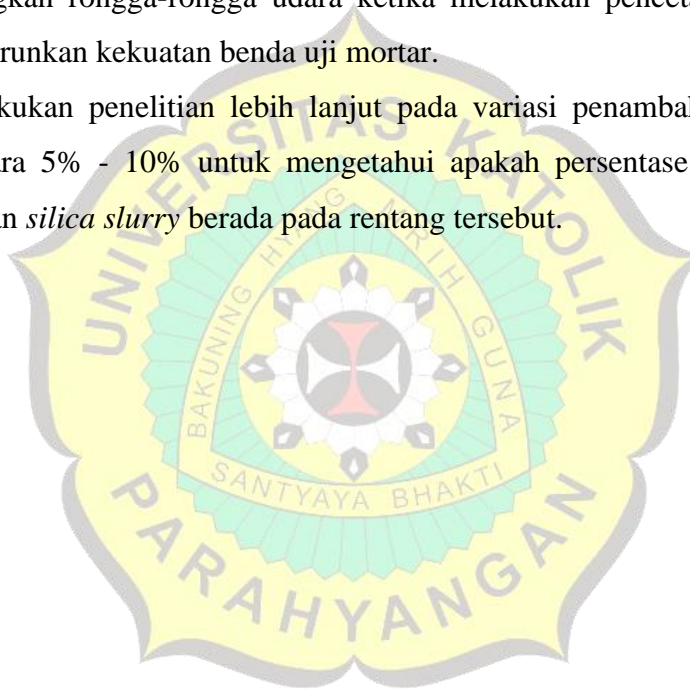 gkan rongga-rongga udara ketika melakukan pencetа
runkan kekuatan benda uji mortar.
kukan penelitian lebih lanjut pada variasi penambal
ra 5% - 10% untuk mengetahui apakah persentase
n silica slurry berada pada rentang tersebut.
UNIVERSITAS KATOLIK
BAKUNING HYANG MRIH GUNA
SANTYAYA BHAKTI
PARAHYANGAN